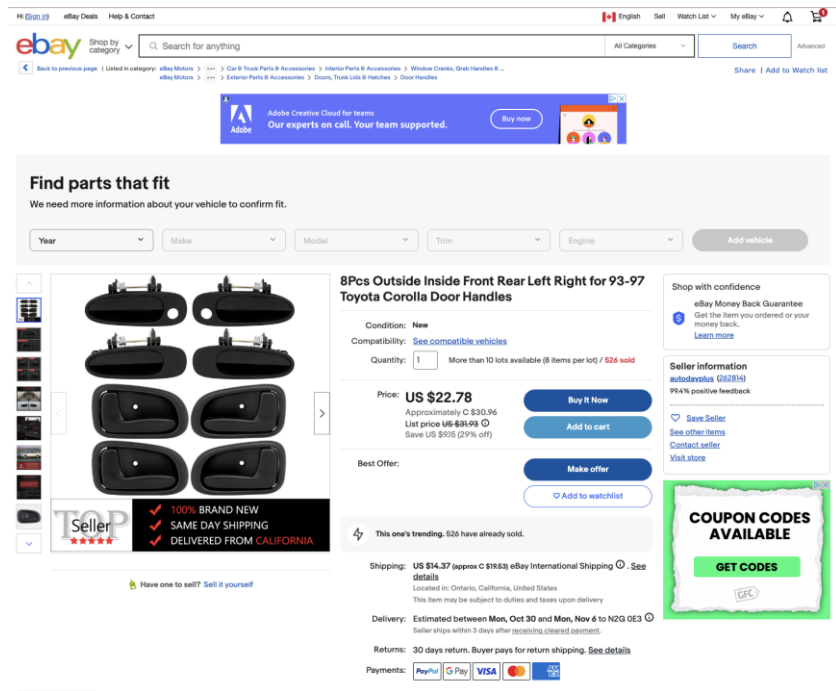 Hi (Sign in) eBay Deals Help & Contact English Sell Watch List My eBay 1
ebay Shop by category Search for anything All Categories Search Advanced
Back to previous page | Listed in category: eBay Motors > ... > Car & Truck Parts & Accessories > Interior Parts & Accessories > Window Cranks, Grab Handles & ...
eBay Motors > ... > Exterior Parts & Accessories > Doors, Trunk Lids & Hatches > Door Handles
Share | Add to Watch list
Adobe
Adobe Creative Cloud for teams
Our experts on call. Your team supported.
Buy now
Find parts that fit
We need more information about your vehicle to confirm fit.
Year Make Model Trim Engine Add vehicle
TOP
Seller
100% BRAND NEW
SAME DAY SHIPPING
DELIVERED FROM CALIFORNIA
Have one to sell? Sell it yourself
8Pcs Outside Inside Front Rear Left Right for 93-97
Toyota Corolla Door Handles
Condition: New
Compatibility: See compatible vehicles
Quantity: 1 More than 10 lots available (8 items per lot) / 526 sold
Price: US $22.78
Approximately C $30.96
List price US $31.93
Save US $9.15 (29% off)
Buy It Now
Add to cart
Best Offer:
Make offer
Add to watchlist
This one's trending. 526 have already sold.
Shipping: US $14.37 (approx C $19.53) eBay International Shipping . See
details
Located in: Ontario, California, United States
This item may be subject to duties and taxes upon delivery
Delivery: Estimated between Mon, Oct 30 and Mon, Nov 6 to N2G 0E3
Seller ships within 3 days after receiving cleared payment.
Returns: 30 days return. Buyer pays for return shipping. See details
Payments: PayPal G Pay VISA AMEX
Shop with confidence
eBay Money Back Guarantee
Get the item you ordered or your
money back.
Learn more
Seller information
autodayplus (262814)
99.4% positive feedback
Save Seller
See other items
Contact seller
Visit store
COUPON CODES
AVAILABLE
GET CODES
GFC